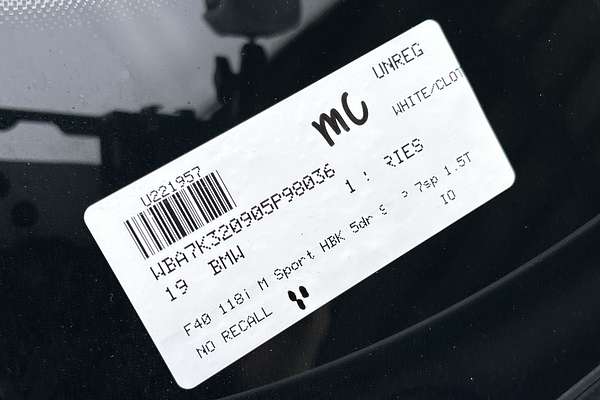 UNREG
mc
WHITE/CLOT
U221957
WBA7K320905P98036
19 BMW 1 RIES
F40 118i M Sport HBK 5dr S 7sp 1.5T
NO RECALL
IO